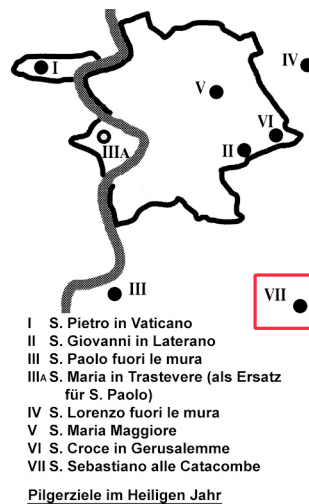 I
IV
V
VI
IIIA
II
III
VII
I S. Pietro in Vaticano
II S. Giovanni in Laterano
III S. Paolo fuori le mura
IIIA S. Maria in Trastevere (als Ersatz
für S. Paolo)
IV S. Lorenzo fuori le mura
V S. Maria Maggiore
VI S. Croce in Gerusalemme
VII S. Sebastiano alle Catacombe
Pilgerziele im Heiligen Jahr